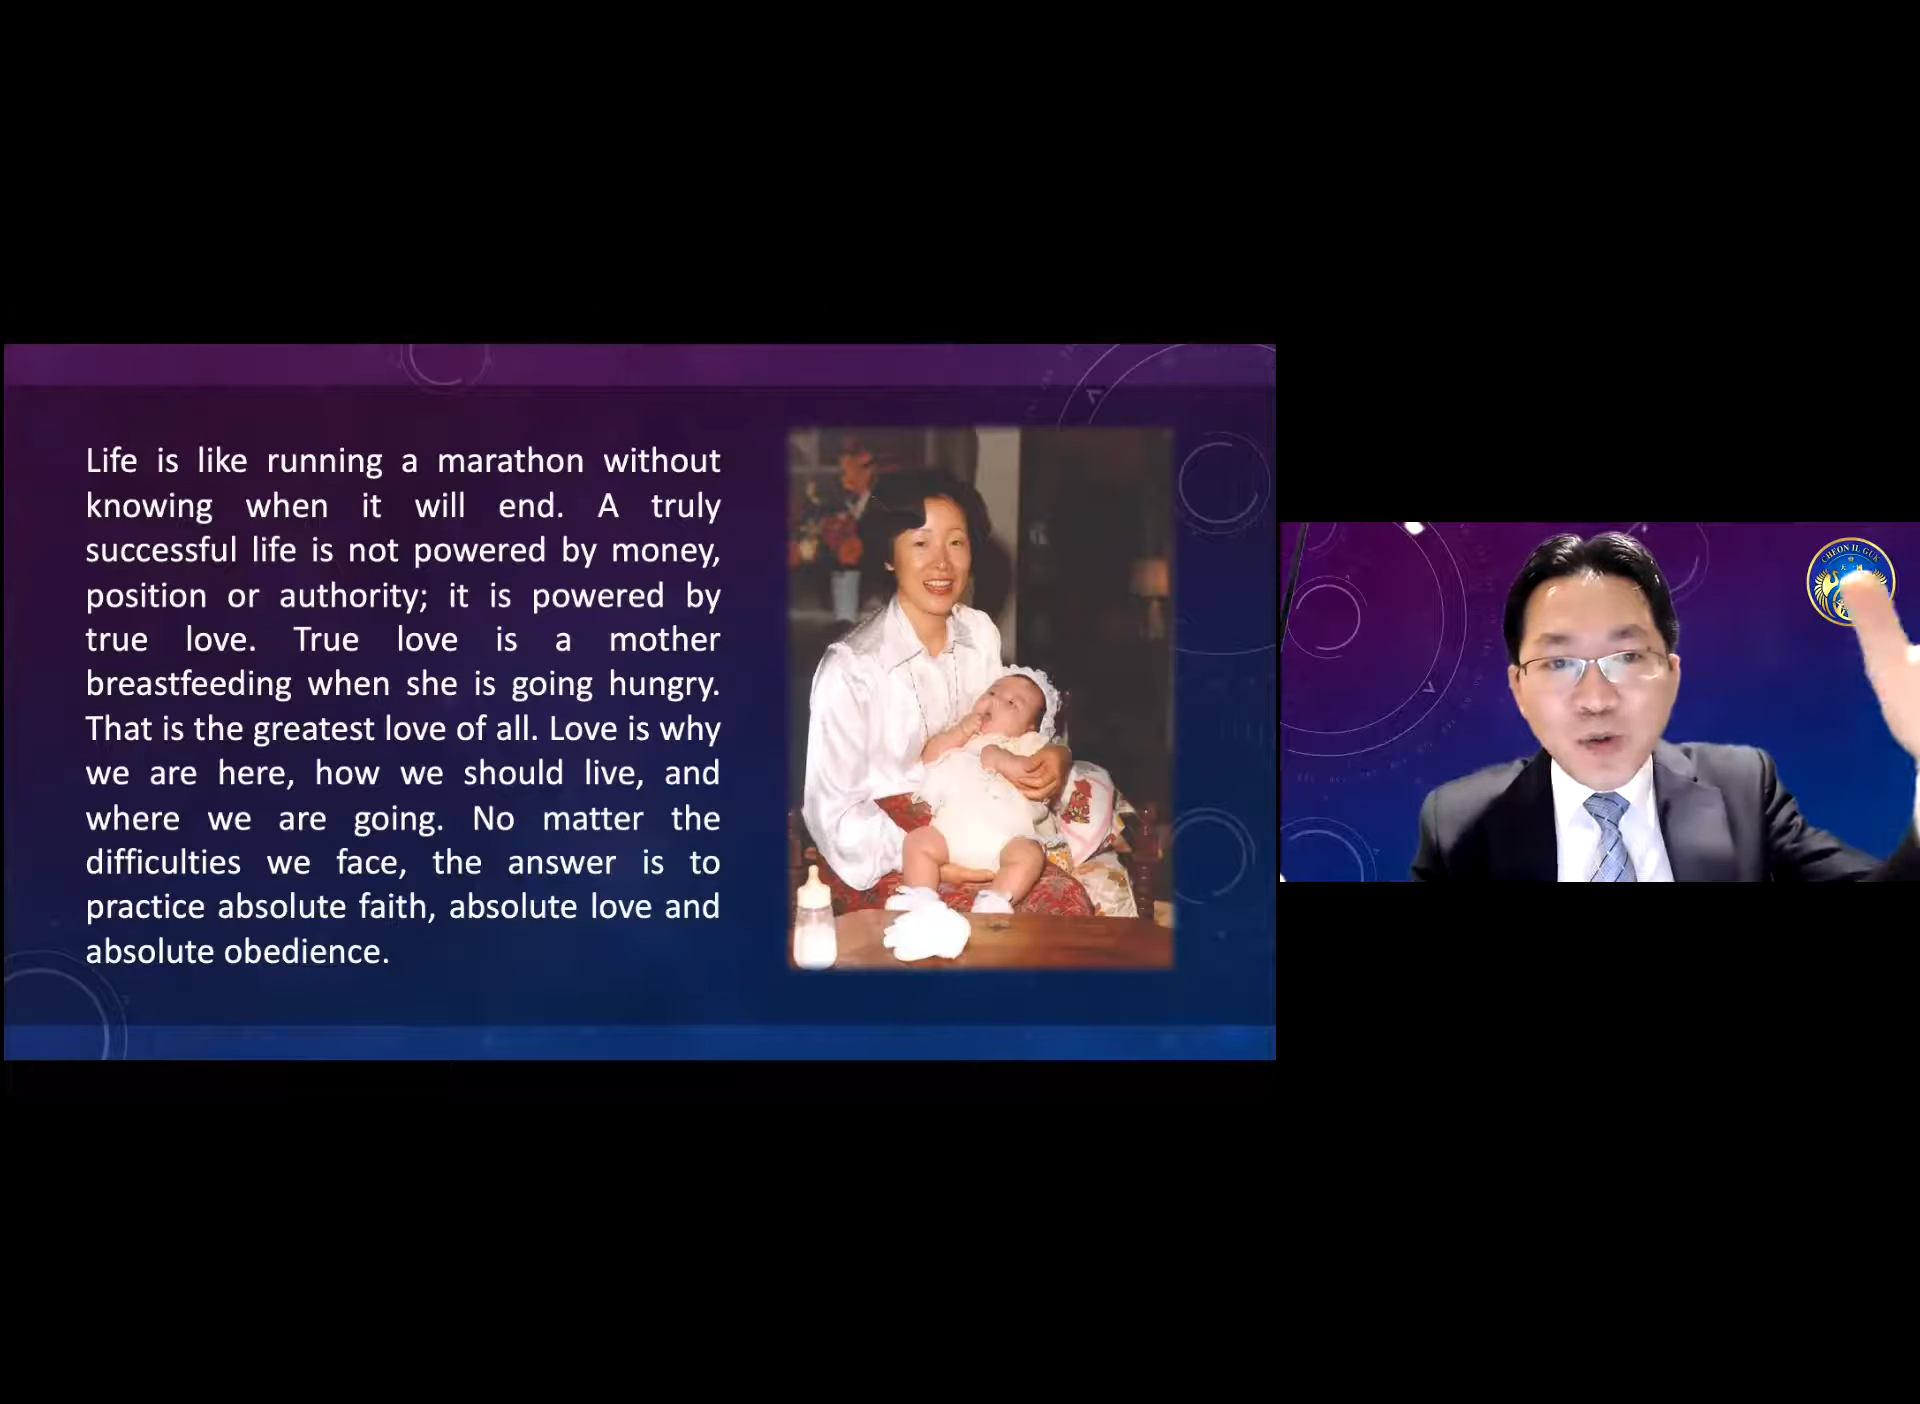 Life is like running a marathon without
knowing when it will end. A truly
successful life is not powered by money,
position or authority; it is powered by
true love. True love is a mother
breastfeeding when she is going hungry.
That is the greatest love of all. Love is why
we are here, how we should live, and
where we are going. No matter the
difficulties we face, the answer is to
practice absolute faith, absolute love and
absolute obedience.
CHEON IL GUK